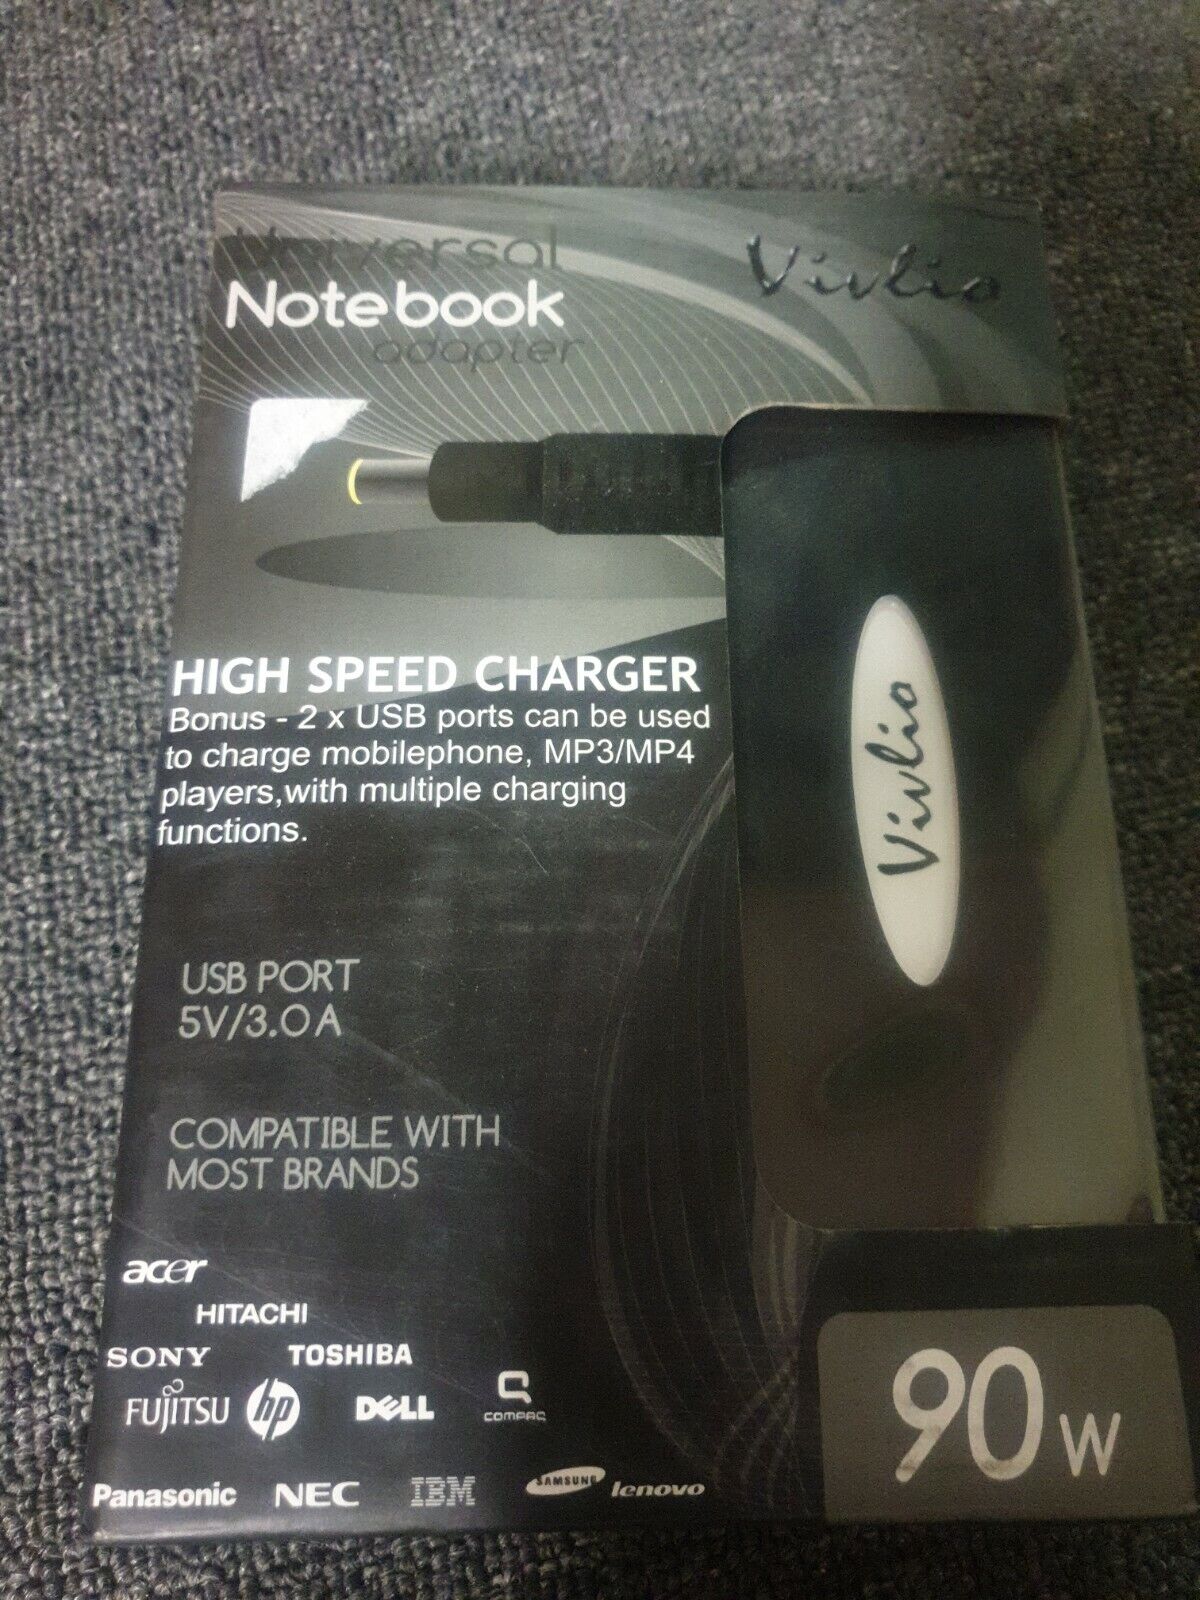 Universal
Notebook
adapter
Vivlio
HIGH SPEED CHARGER
Bonus - 2 x USB ports can be used
to charge mobilephone, MP3/MP4
players,with multiple charging
functions.
Vivlio
USB PORT
5V/3.0A
COMPATIBLE WITH
MOST BRANDS
acer
HITACHI
SONY TOSHIBA
FUJITSU hp DELL COMPAQ
Panasonic NEC IBM SAMSUNG lenovo
90W